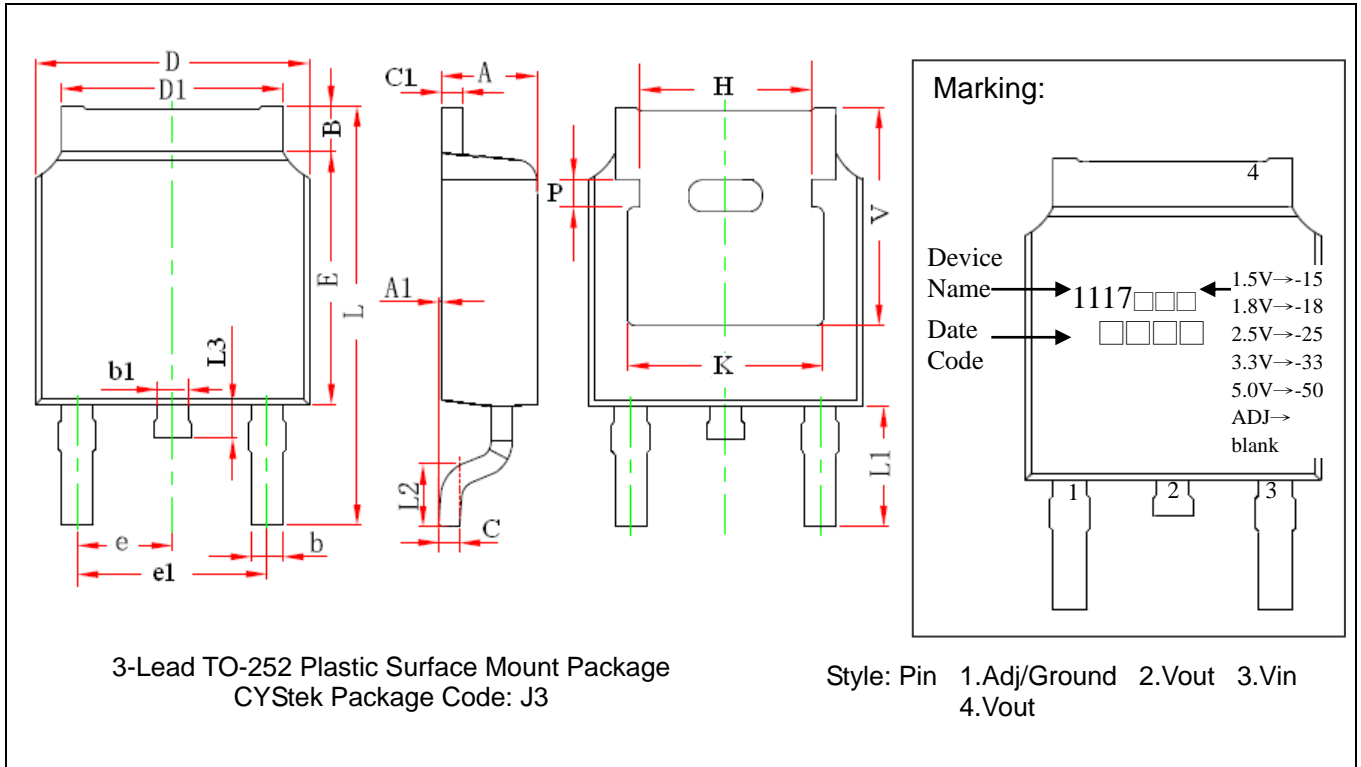 D
D1
B
E
L
L3
b1
e
e1
b
C1
A
A1
L2
C
H
P
V
K
L1
Marking:
4
Device
Name
1117□□□
Date
Code
□□□□
1.5V→-15
1.8V→-18
2.5V→-25
3.3V→-33
5.0V→-50
ADJ→
blank
1 2 3
3-Lead TO-252 Plastic Surface Mount Package
CYStek Package Code: J3
Style: Pin 1.Adj/Ground 2.Vout 3.Vin
4.Vout